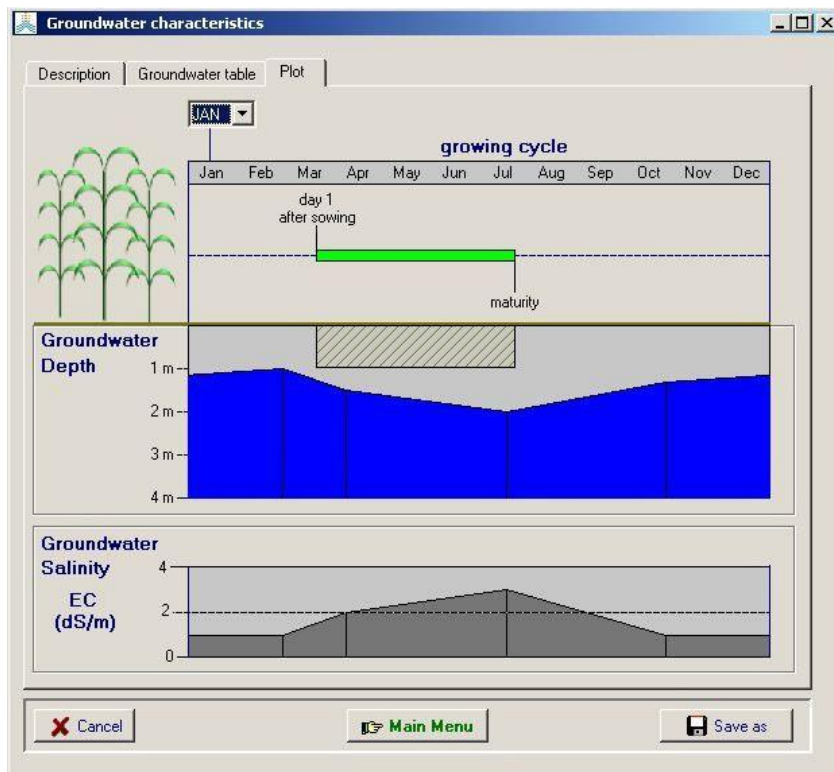 Groundwater characteristics
Description Groundwater table Plot
JAN
growing cycle
Jan Feb Mar Apr May Jun Jul Aug Sep Oct Nov Dec
day 1
after sowing
maturity
Groundwater
Depth
1 m
2 m
3 m
4 m
Groundwater
Salinity
4
EC
(dS/m)
2
0
Cancel Main Menu Save as